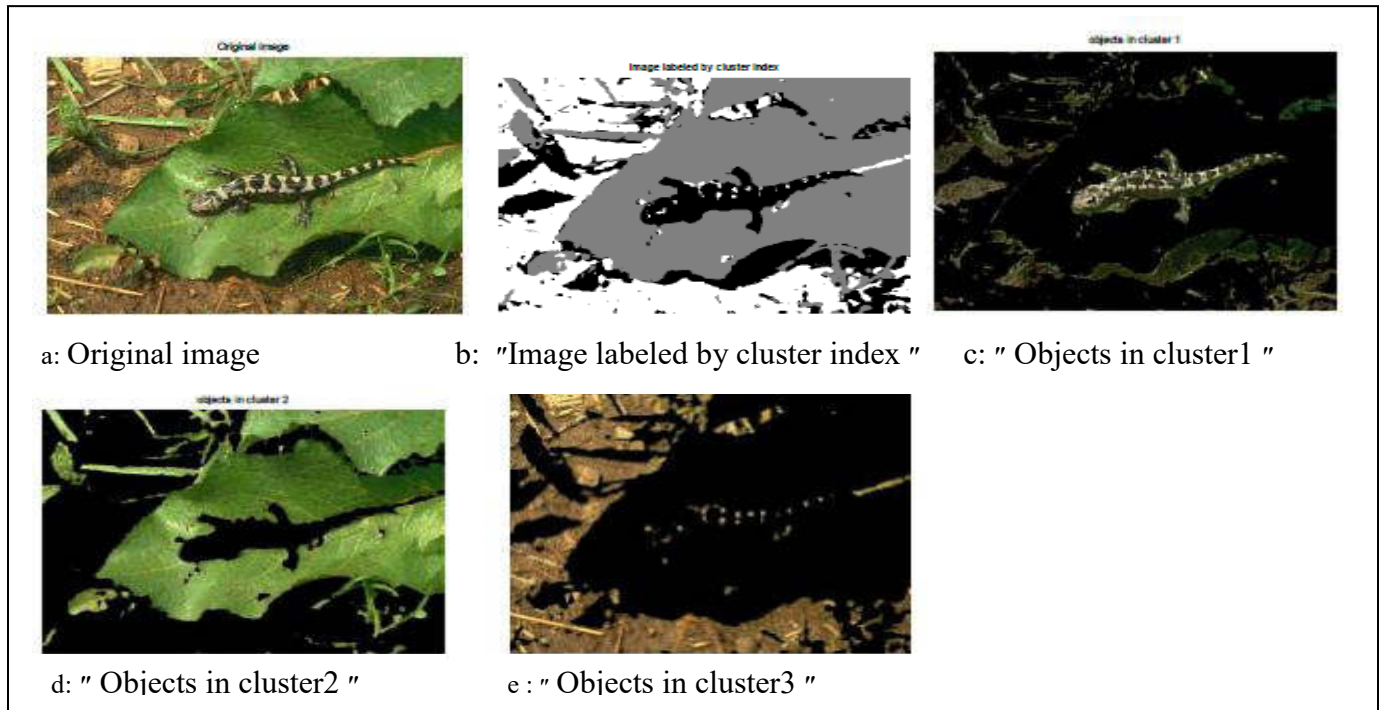 Original image
image labeled by cluster index
objects in cluster 1
a: Original image
b: "Image labeled by cluster index "
c: " Objects in cluster1 "
objects in cluster 2
d: " Objects in cluster2 "
e : " Objects in cluster3 "